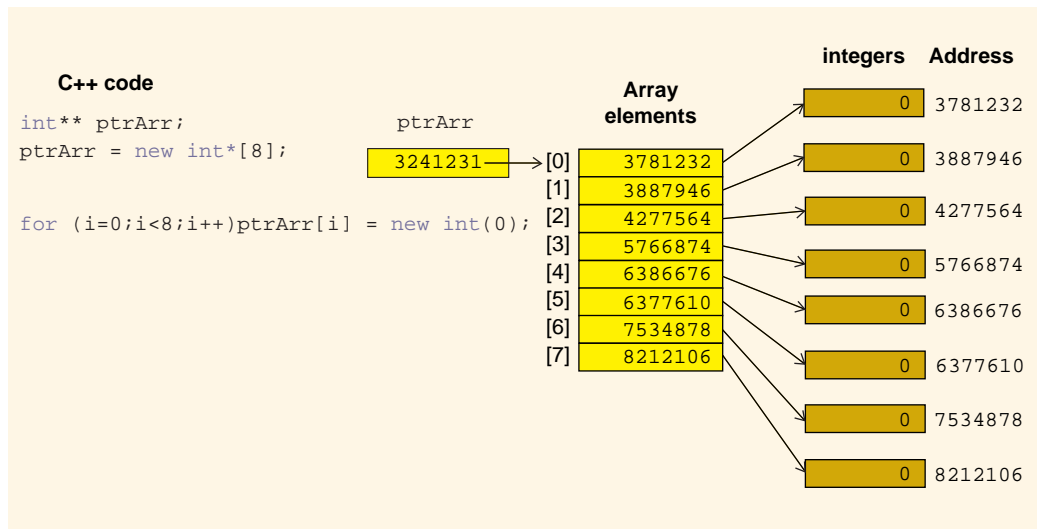 C++ code
int** ptrArr;
ptrArr = new int*[8];
for (i=0;i<8;i++)ptrArr[i] = new int(0);
ptrArr
3241231
Array
elements
[0] 3781232
[1] 3887946
[2] 4277564
[3] 5766874
[4] 6386676
[5] 6377610
[6] 7534878
[7] 8212106
integers Address
0 3781232
0 3887946
0 4277564
0 5766874
0 6386676
0 6377610
0 7534878
0 8212106